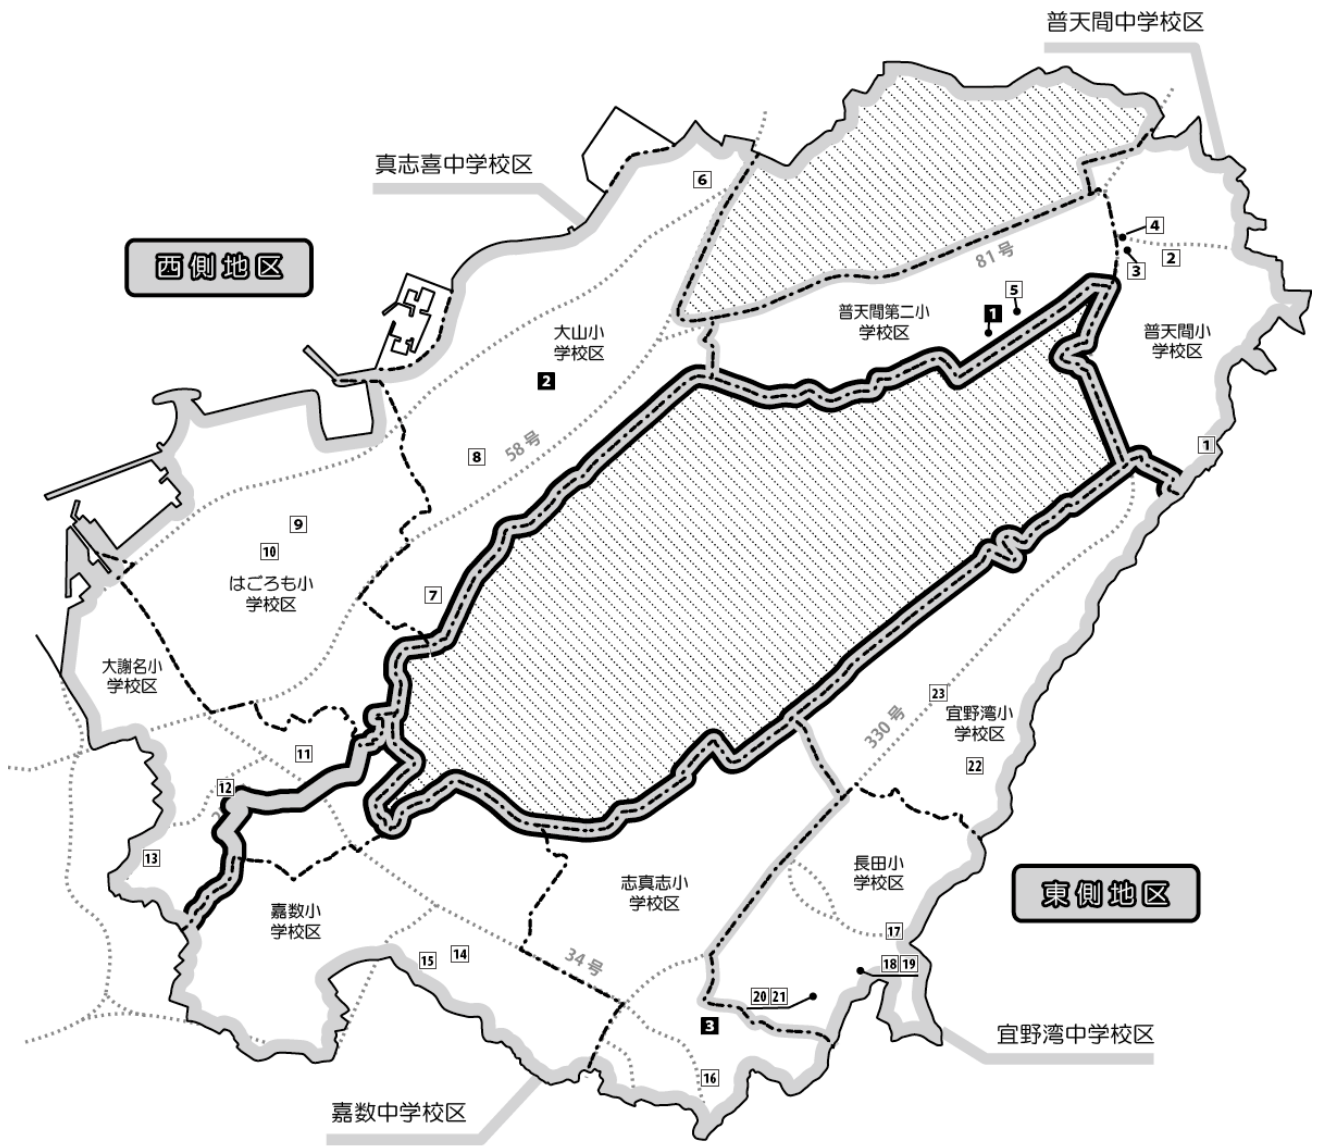 普天間中学校区
真志喜中学校区
6
4
西側地区
3
2
81号
5
1
普天間第二小
学校区
大山小
学校区
普天間小
学校区
2
58号
8
1
9
10
はごろも小
学校区
7
大謝名小
学校区
23
宜野湾小
学校区
330号
11
22
12
13
長田小
学校区
志真志小
学校区
東側地区
嘉数小
学校区
17
14
15
34号
18 19
20 21
3
宜野湾中学校区
16
嘉数中学校区